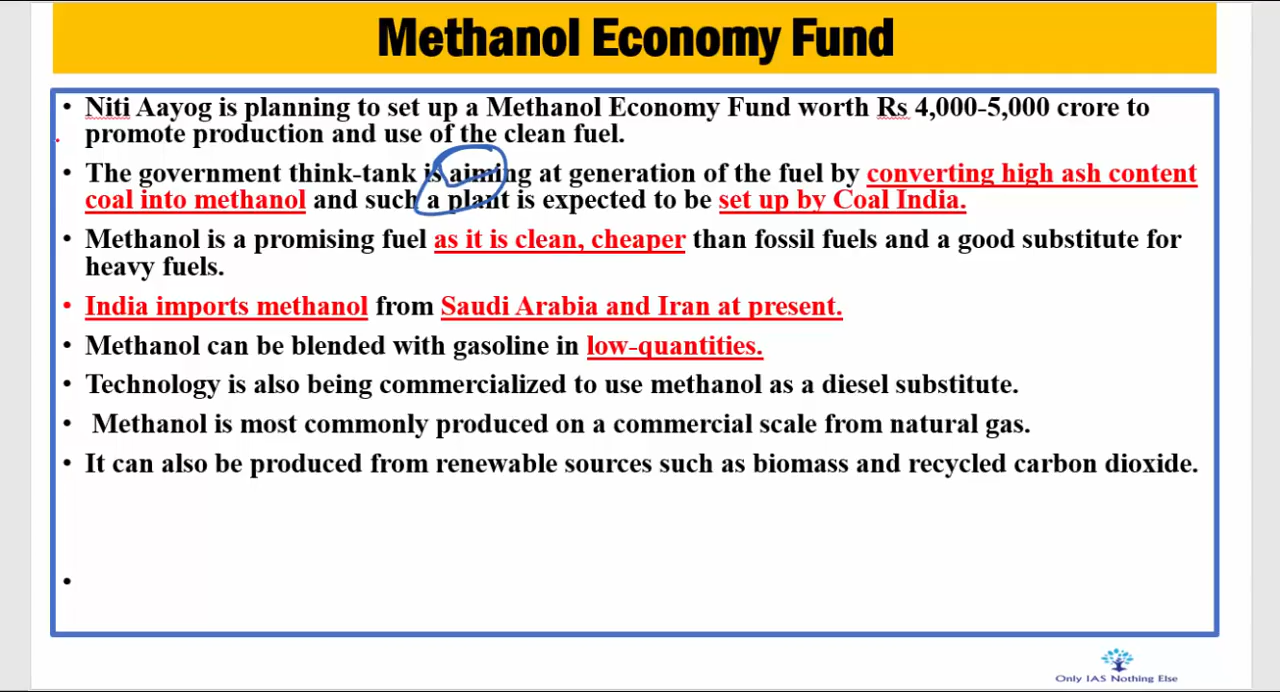 Methanol Economy Fund
• Niti Aayog is planning to set up a Methanol Economy Fund worth Rs 4,000-5,000 crore to
promote production and use of the clean fuel.
• The government think-tank is aiming at generation of the fuel by converting high ash content
coal into methanol and such a plant is expected to be set up by Coal India.
• Methanol is a promising fuel as it is clean, cheaper than fossil fuels and a good substitute for
heavy fuels.
• India imports methanol from Saudi Arabia and Iran at present.
• Methanol can be blended with gasoline in low-quantities.
• Technology is also being commercialized to use methanol as a diesel substitute.
• Methanol is most commonly produced on a commercial scale from natural gas.
• It can also be produced from renewable sources such as biomass and recycled carbon dioxide.
•
Only IAS Nothing Else